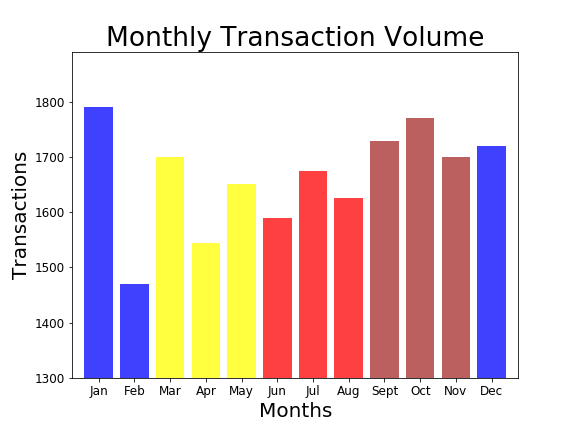 Monthly Transaction Volume
Transactions
1800
1700
1600
1500
1400
1300
Jan Feb Mar Apr May Jun Jul Aug Sept Oct Nov Dec
Months